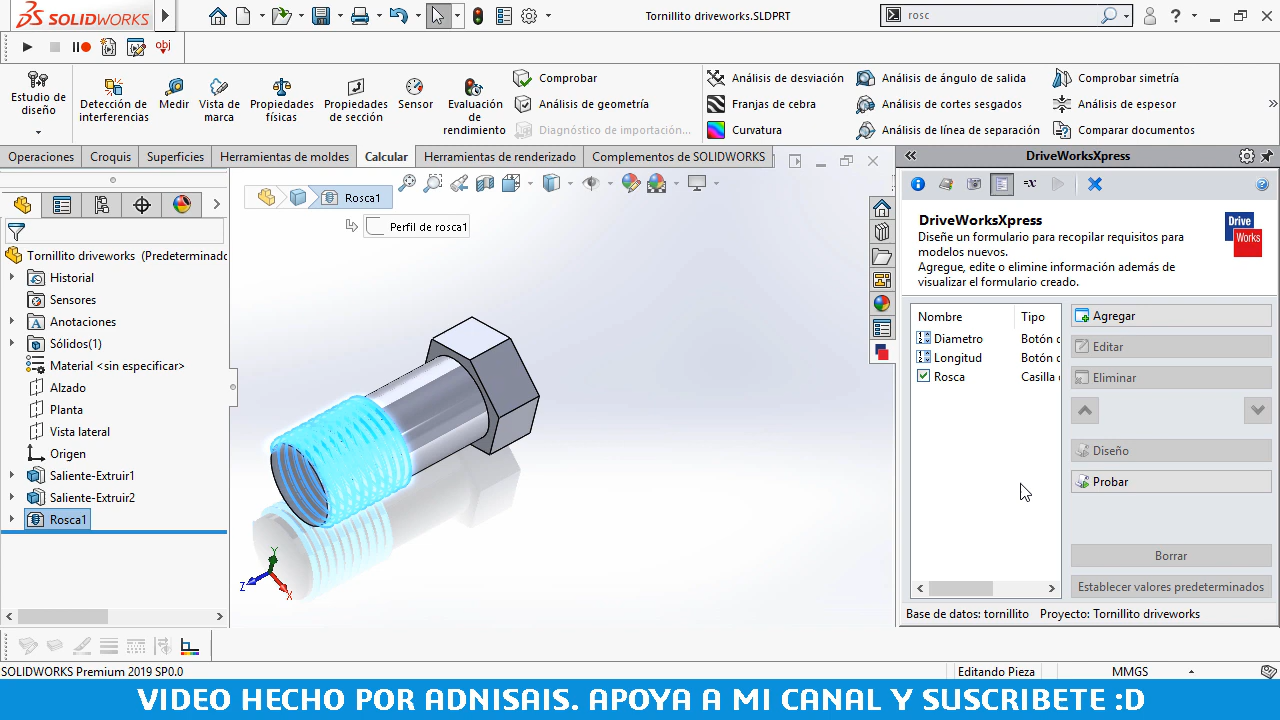 SOLIDWORKS
Tornillito driveworks.SLDPRT
rosc
obj
Estudio de
diseño
Detección de
interferencias
Medir
Vista de
marca
Propiedades
físicas
Propiedades
de sección
Sensor
Evaluación
de
rendimiento
Comprobar
Análisis de geometría
Diagnóstico de importación...
Análisis de desviación
Franjas de cebra
Curvatura
Análisis de ángulo de salida
Análisis de cortes sesgados
Análisis de línea de separación
Comprobar simetría
Análisis de espesor
Comparar documentos
Operaciones
Croquis
Superficies
Herramientas de moldes
Calcular
Herramientas de renderizado
Complementos de SOLIDWORKS
DriveWorksXpress
Tornillito driveworks (Predeterminado
Historial
Sensores
Anotaciones
Sólidos(1)
Material <sin especificar>
Alzado
Planta
Vista lateral
Origen
Saliente-Extruir1
Saliente-Extruir2
Rosca1
Rosca1
Perfil de rosca1
Y
Z
X
DriveWorksXpress
Diseñe un formulario para recopilar requisitos para
modelos nuevos.
Agregue, edite o elimine información además de
visualizar el formulario creado.
Drive
Works
Nombre Tipo
Diametro Botón d
Longitud Botón d
Rosca Casilla d
Agregar
Editar
Eliminar
Diseño
Probar
Borrar
Establecer valores predeterminados
Base de datos: tornillito Proyecto: Tornillito driveworks
SOLIDWORKS Premium 2019 SP0.0
Editando Pieza
MMGS
VIDEO HECHO POR ADNISAIS. APOYA A MI CANAL Y SUSCRIBETE :D